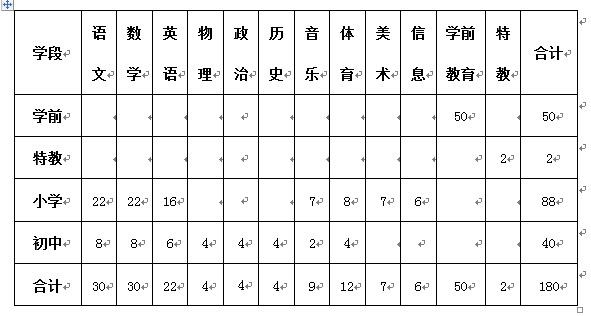 学段 语文 数学 英语 物理 政治 历史 音乐 体育 美术 信息 学前教育 特教 合计
学前 50 50
特教 2 2
小学 22 22 16 7 8 7 6 88
初中 8 8 6 4 4 4 2 4 40
合计 30 30 22 4 4 4 9 12 7 6 50 2 180